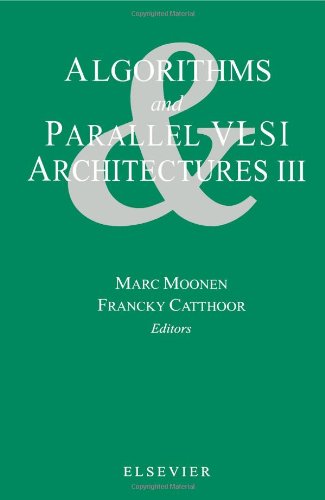 ALGORITHMS
&
and
PARALLEL VLSI
ARCHITECTURES III
MARC MOONEN
FRANCKY CATTHOOR
Editors
ELSEVIER